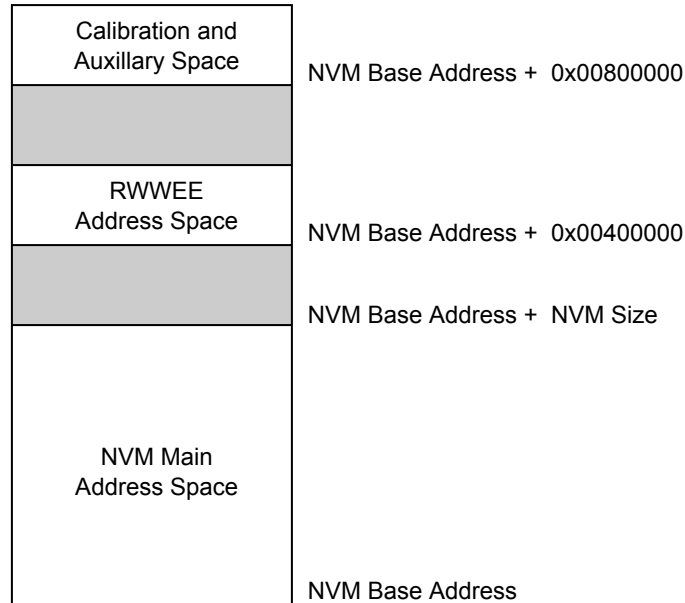 Calibration and
Auxillary Space
NVM Base Address + 0x00800000
RWWEE
Address Space
NVM Base Address + 0x00400000
NVM Base Address + NVM Size
NVM Main
Address Space
NVM Base Address